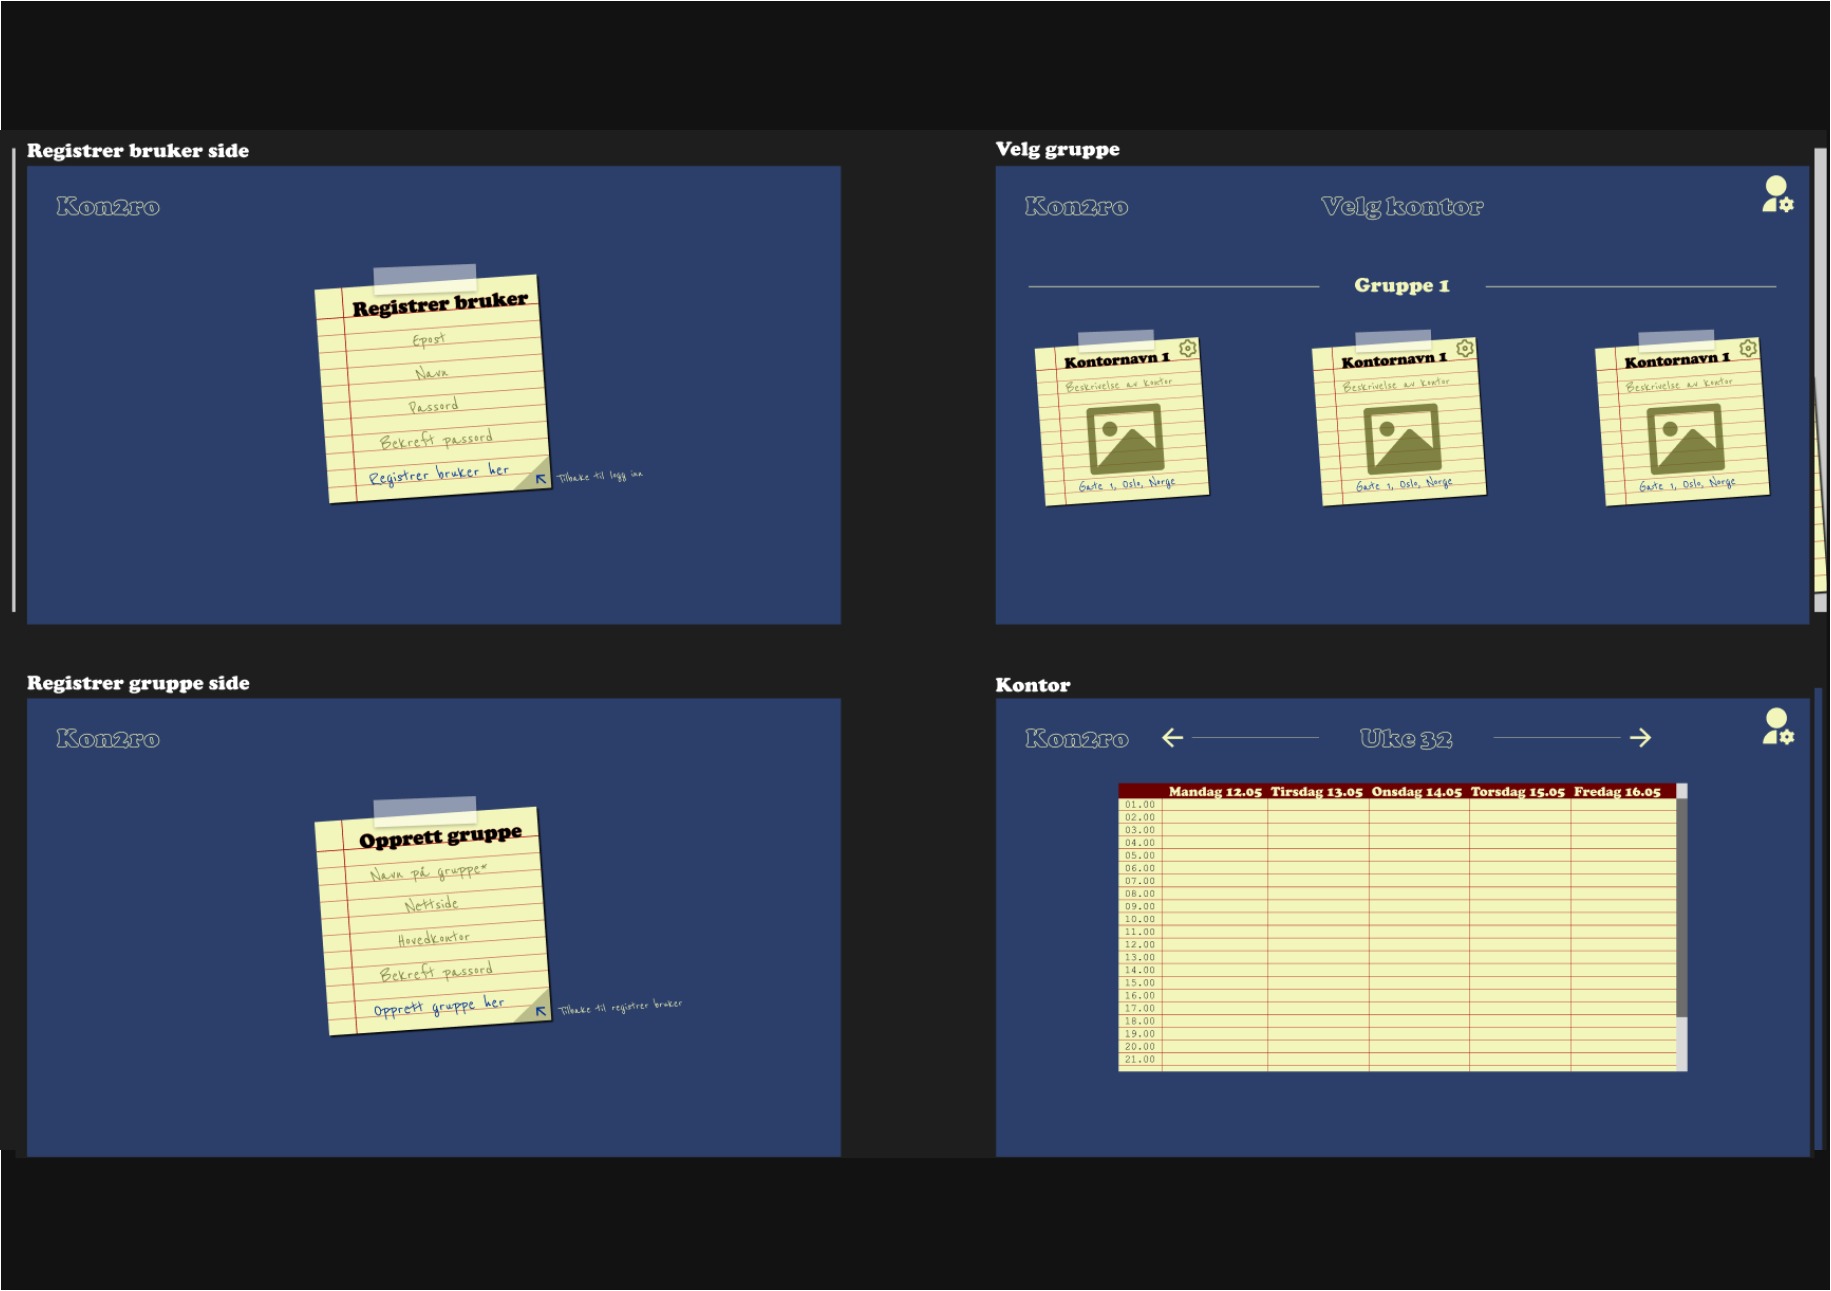 Registrer bruker side
Kon2ro
Registrer bruker
Epost
Navn
Passord
Bekreft passord
Registrer bruker her
Tilbake til logg inn
Velg gruppe
Kon2ro
Velg kontor
Gruppe 1
Kontornavn 1
Beskrivelse av kontor
Gate 1, Oslo, Norge
Kontornavn 1
Beskrivelse av kontor
Gate 1, Oslo, Norge
Kontornavn 1
Beskrivelse av kontor
Gate 1, Oslo, Norge
Registrer gruppe side
Kon2ro
Opprett gruppe
Navn på gruppe*
Nettside
Hovedkontor
Bekreft passord
Opprett gruppe her
Tilbake til registrer bruker
Kontor
Kon2ro
Uke 32
Mandag 12.05 Tirsdag 13.05 Onsdag 14.05 Torsdag 15.05 Fredag 16.05
01.00
02.00
03.00
04.00
05.00
06.00
07.00
08.00
09.00
10.00
11.00
12.00
13.00
14.00
15.00
16.00
17.00
18.00
19.00
20.00
21.00